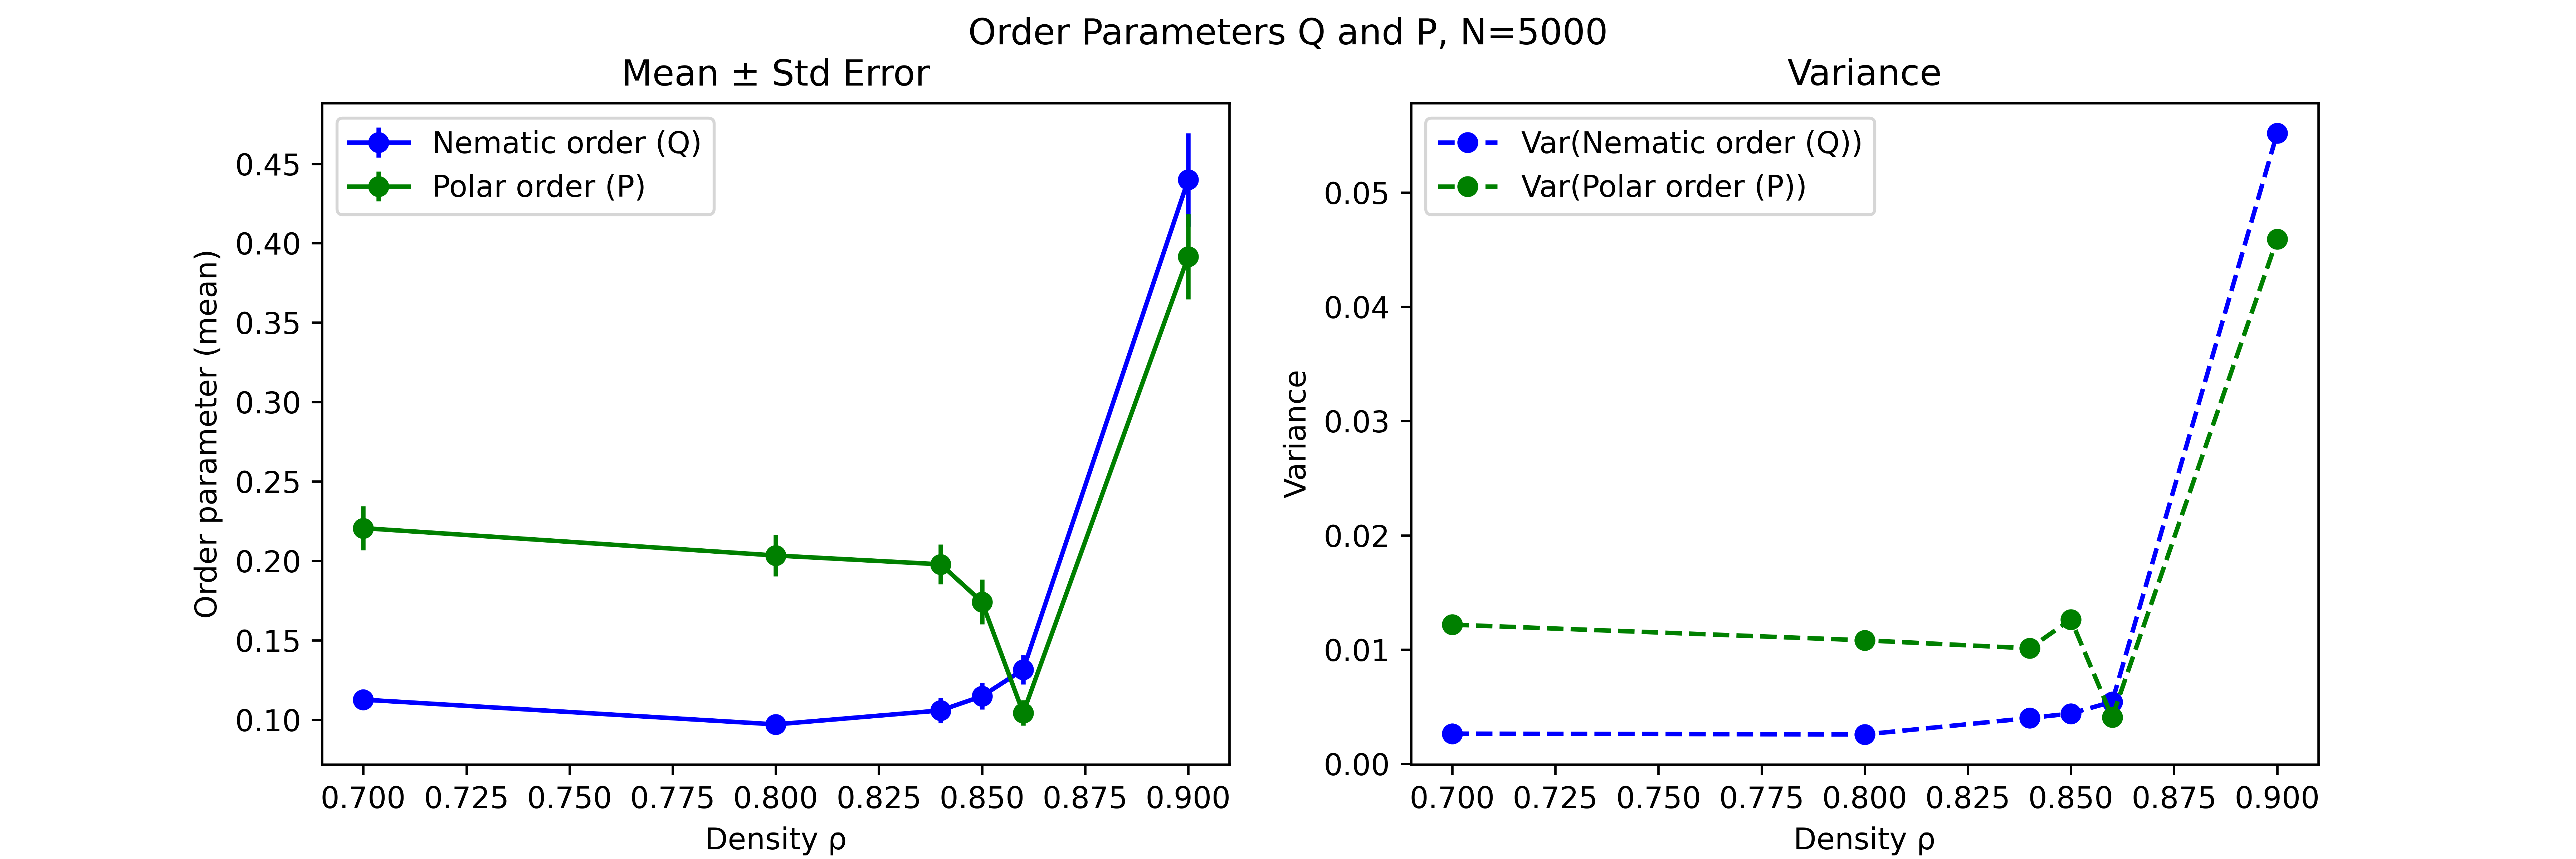 Order Parameters Q and P, N=5000
Mean ± Std Error
Nematic order (Q)
Polar order (P)
Order parameter (mean)
0.45
0.40
0.35
0.30
0.25
0.20
0.15
0.10
0.700 0.725 0.750 0.775 0.800 0.825 0.850 0.875 0.900
Density ρ
Variance
Var(Nematic order (Q))
Var(Polar order (P))
Variance
0.05
0.04
0.03
0.02
0.01
0.00
0.700 0.725 0.750 0.775 0.800 0.825 0.850 0.875 0.900
Density ρ